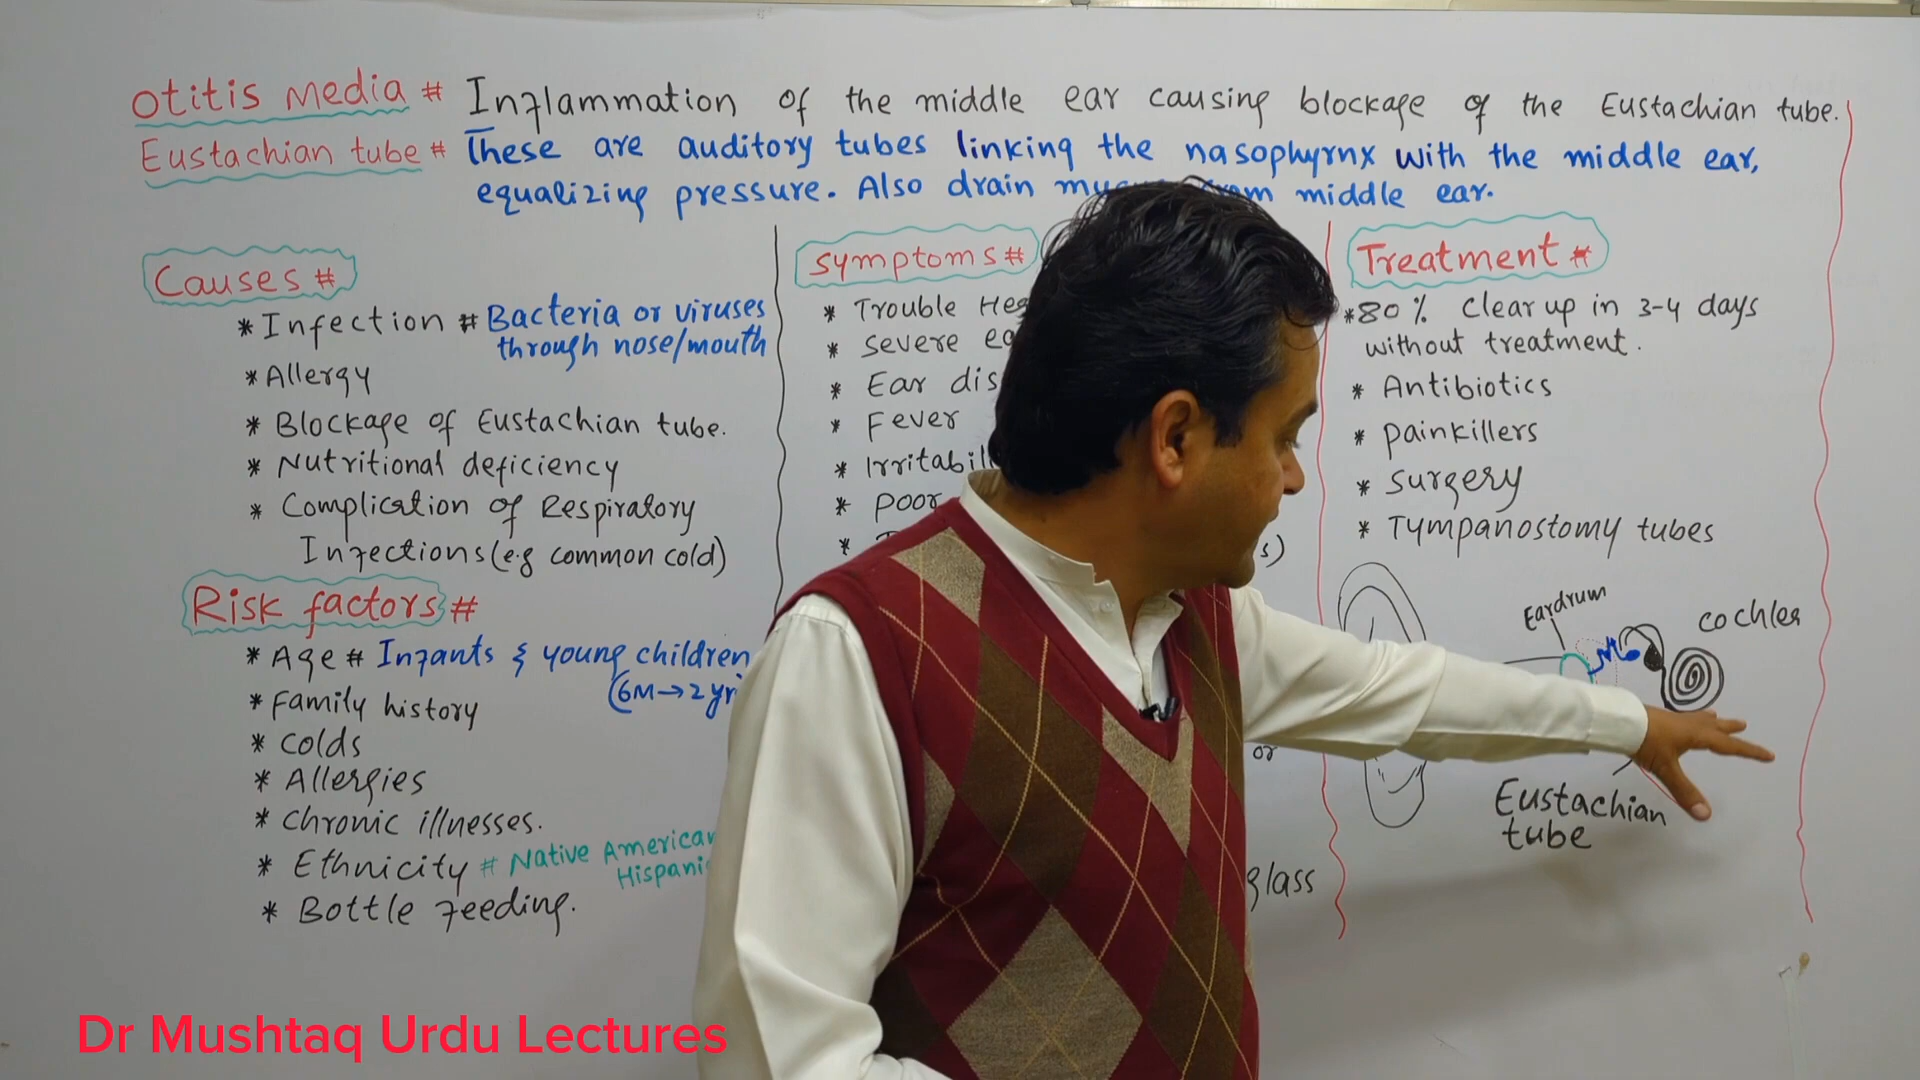 otitis media # Inflammation of the middle ear causing blockage of the Eustachian tube.
Eustachian tube # These are auditory tubes linking the nasophyrnx with the middle ear,
equalizing pressure. Also drain from middle ear.
Causes #
* Infection # Bacteria or viruses
through nose/mouth
* Allergy
* Blockage of Eustachian tube.
* Nutritional deficiency
* Complication of Respiratory
Infections (e.g common cold)
Risk factors #
* Age # Infants & young children
(6M→2yr
* Family history
* colds
* Allergies
* chronic illnesses.
* Ethnicity # Native American
Hispani
* Bottle feeding.
symptoms #
* Trouble
* severe
* Ear
* Fever
*
* poor
*
s)
or
glass
Treatment #
* 80% clear up in 3-4 days
without treatment.
* Antibiotics
* painkillers
* surgery
* Tympanostomy tubes
Eardrum
cochlea
Eustachian
tube
Dr Mushtaq Urdu Lectures